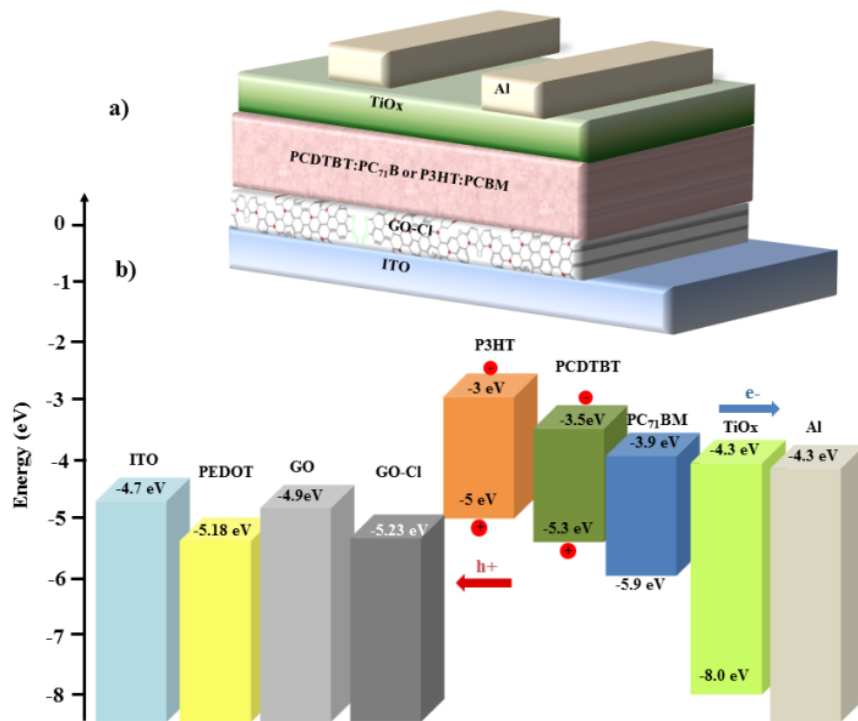 a)
TiOx
Al
PCDTBT:PC71B or P3HT:PCBM
GO-Cl
ITO
b)
Energy (eV)
0
-1
-2
-3
-4
-5
-6
-7
-8
ITO
-4.7 eV
PEDOT
-5.18 eV
GO
-4.9eV
GO-Cl
-5.23 eV
P3HT
-
-3 eV
-5 eV
+
PCDTBT
-
-3.5eV
-5.3 eV
+
PC71BM
-3.9 eV
-5.9 eV
e-
TiOx
-4.3 eV
-8.0 eV
Al
-4.3 eV
h+